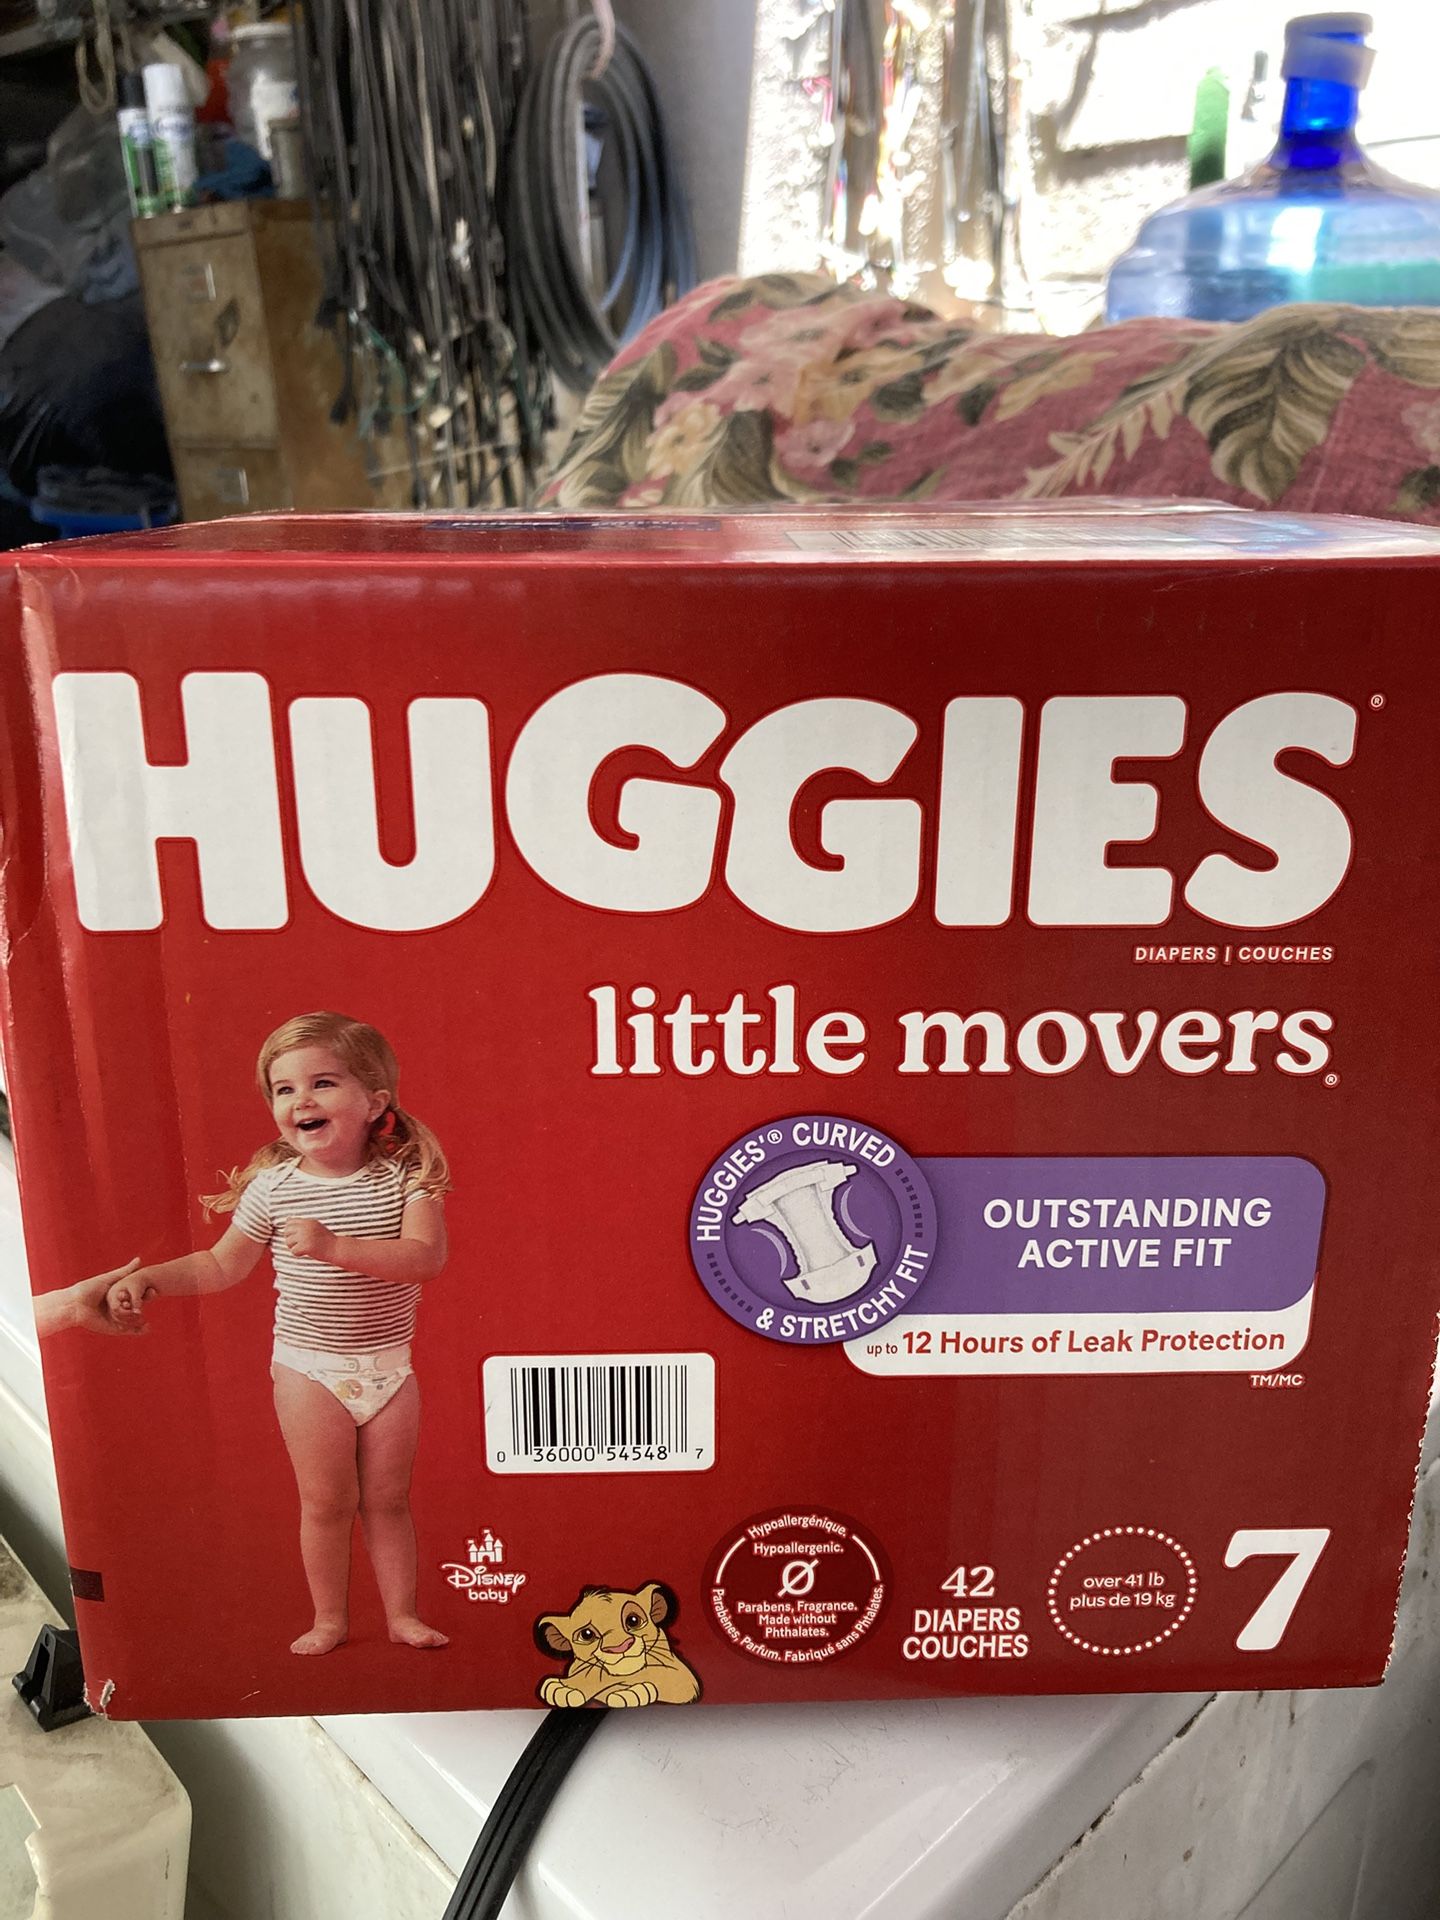 HUGGIES®
DIAPERS | COUCHES
little movers®
HUGGIES'® CURVED
& STRETCHY FIT
OUTSTANDING
ACTIVE FIT
up to 12 Hours of Leak Protection
TM/MC
0 36000 54548 7
Disney
baby
Hypoallergénique.
Hypoallergenic.
Parabens, Fragrance.
Made without
Phthalates.
Parabènes, Parfum. Fabriqué sans Phtalates.
42
DIAPERS
COUCHES
over 41 lb
plus de 19 kg
7